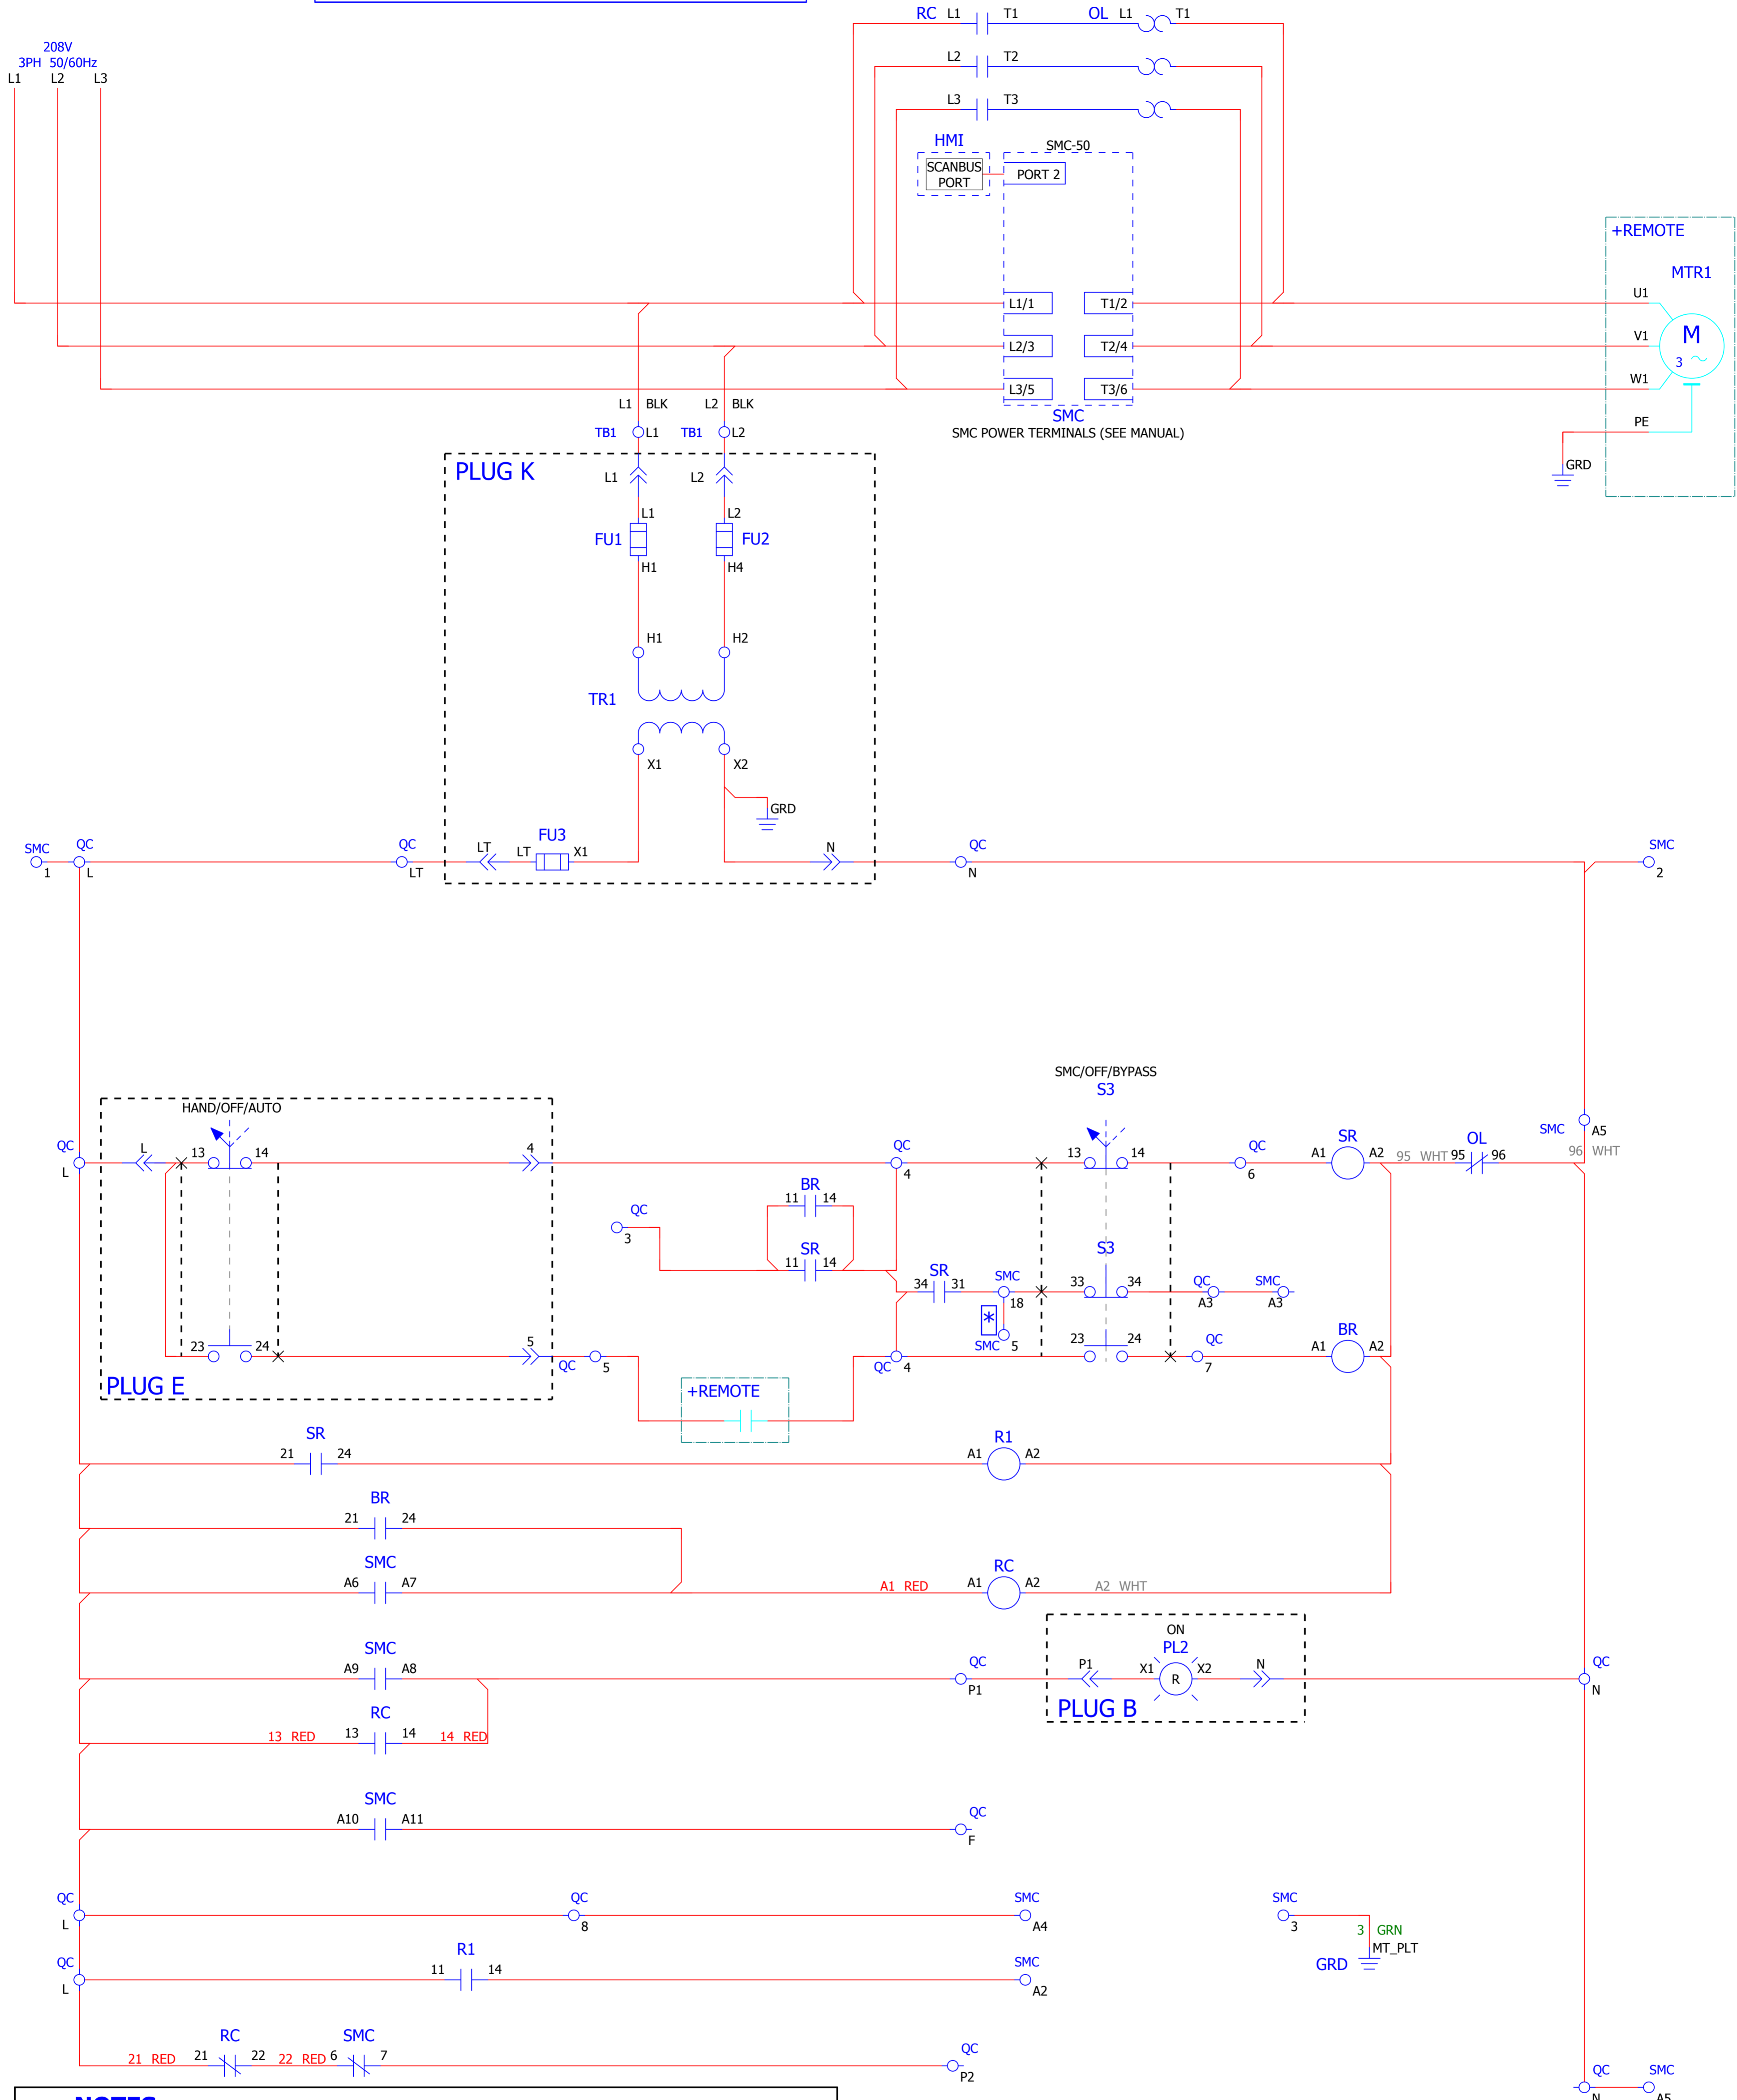 RC L1 T1 OL L1 T1
208V
3PH 50/60Hz
L1 L2 L3
L2 T2
L3 T3
HMI
SMC-50
SCANBUS
PORT
PORT 2
+REMOTE
MTR1
L1/1 T1/2 U1
L2/3 T2/4 V1 M
3
L3/5 T3/6 W1
L1 BLK L2 BLK
SMC
PE
TB1 L1 TB1 L2
SMC POWER TERMINALS (SEE MANUAL)
GRD
PLUG K
L1 L2
L1 L2
FU1 FU2
H1 H4
H1 H2
TR1
X1 X2
GRD
FU3
SMC QC QC LT LT X1 N QC SMC
1 L LT N 2
SMC/OFF/BYPASS
S3
HAND/OFF/AUTO
QC L 13 14 4 QC 13 14 QC SR OL SMC A5
L 4 6 A1 A2 95 WHT 95 96 96 WHT
BR
11 14
QC
3
SR
11 14
S3
SR
34 31 SMC 33 34 QC SMC
18 A3 A3
*
SMC 5
23 24 5 QC 5 QC 4 23 24 QC 7 BR A1 A2
PLUG E
+REMOTE
SR
21 24
R1
A1 A2
BR
21 24
SMC
A6 A7
RC
A1 RED A1 A2 A2 WHT
ON
PL2
SMC
A9 A8
QC
P1
P1 X1 R X2 N
QC
N
PLUG B
RC
13 RED 13 14 14 RED
SMC
A10 A11
QC
F
QC QC SMC SMC
L 8 A4 3
3 GRN
MT_PLT
GRD
QC R1 SMC
L 11 14 A2
RC SMC
21 RED 21 22 22 RED 6 7
QC
P2
QC SMC
N A5
NOTES